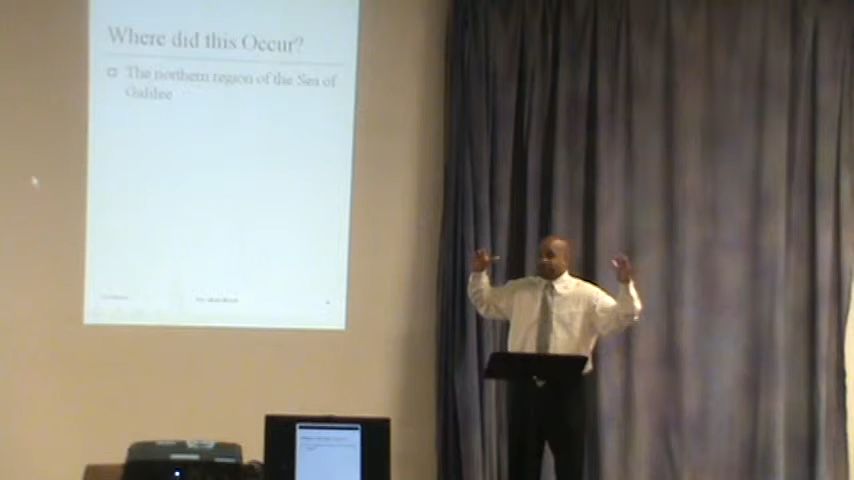 Where did this Occur?
The northern region of the Sea of
Galilee